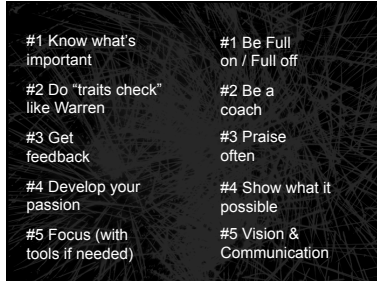 #1 Know what's
important
#2 Do “traits check”
like Warren
#3 Get
feedback
#4 Develop your
passion
#5 Focus (with
tools if needed)
#1 Be Full
on / Full off
#2 Be a
coach
#3 Praise
often
#4 Show what it
possible
#5 Vision &
Communication